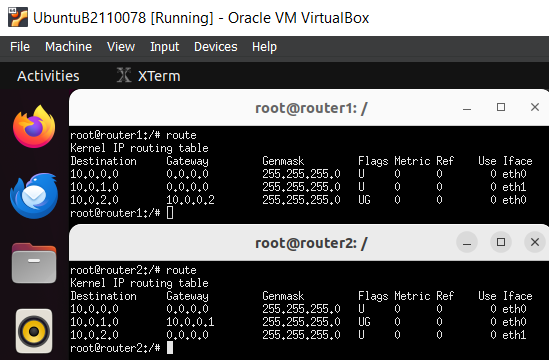 UbuntuB2110078 [Running] - Oracle VM VirtualBox
File Machine View Input Devices Help
Activities XTerm
root@router1: /
root@router1:/# route
Kernel IP routing table
Destination Gateway Genmask Flags Metric Ref Use Iface
10.0.0.0 0.0.0.0 255.255.255.0 U 0 0 0 eth0
10.0.1.0 0.0.0.0 255.255.255.0 U 0 0 0 eth1
10.0.2.0 10.0.0.2 255.255.255.0 UG 0 0 0 eth0
root@router1:/#
root@router2: /
root@router2:/# route
Kernel IP routing table
Destination Gateway Genmask Flags Metric Ref Use Iface
10.0.0.0 0.0.0.0 255.255.255.0 U 0 0 0 eth0
10.0.1.0 10.0.0.1 255.255.255.0 UG 0 0 0 eth0
10.0.2.0 0.0.0.0 255.255.255.0 U 0 0 0 eth1
root@router2:/#